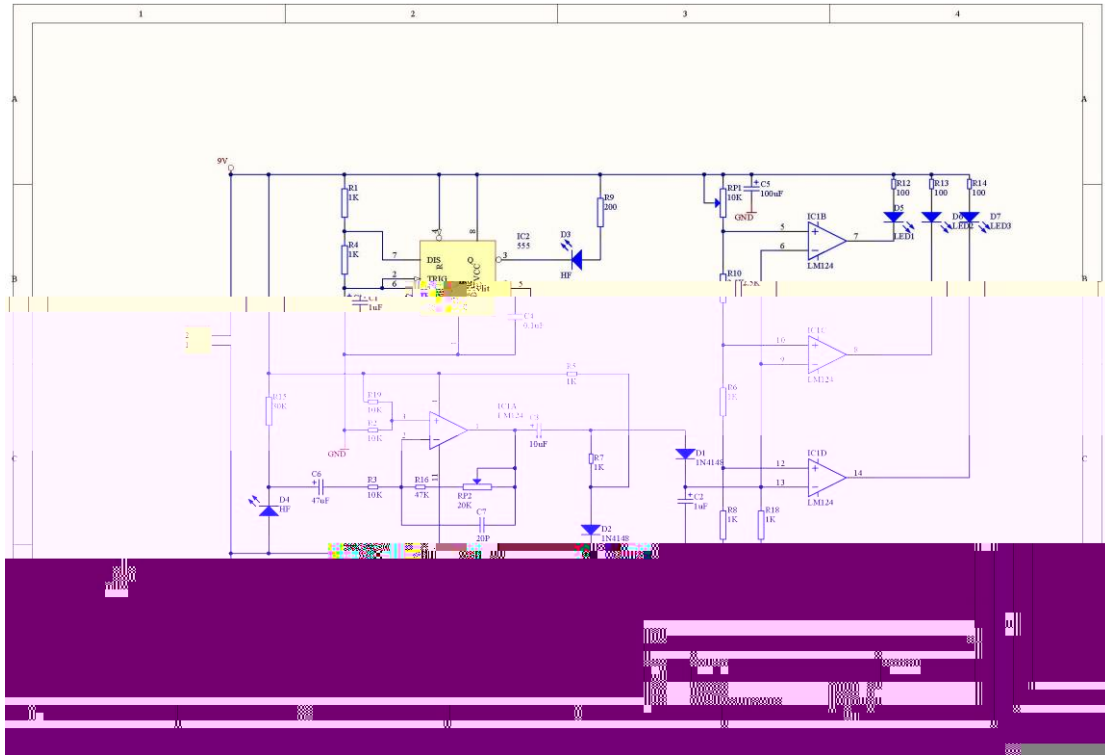 1 2 3 4
A A
9V
R1
1K
R4
1K
4
8
7
2
6
DIS
R
Q
TRIG
VCC
IC2
555
3
5
D3
HF
R9
200
RP1
10K
C5
100uF
GND
IC1B
5
6
7
LM124
R12
100
R13
100
R14
100
D5
LED1
D6
LED2
D7
LED3
B B
R10
1uF
C4
0.1uF
2
1
1
10
9
8
LM124
R5
1K
R15
R19
10K
R2
10K
IC1A
LM124
C3
10uF
2
1
R6
GND
C C
R7
1K
D1
1N4148
IC1D
12
13
14
LM124
C6
47uF
R3
10K
R16
47K
11
RP2
20K
C7
20P
D4
HF
C2
1uF
R8
1K
R18
1K
D2
1N4148